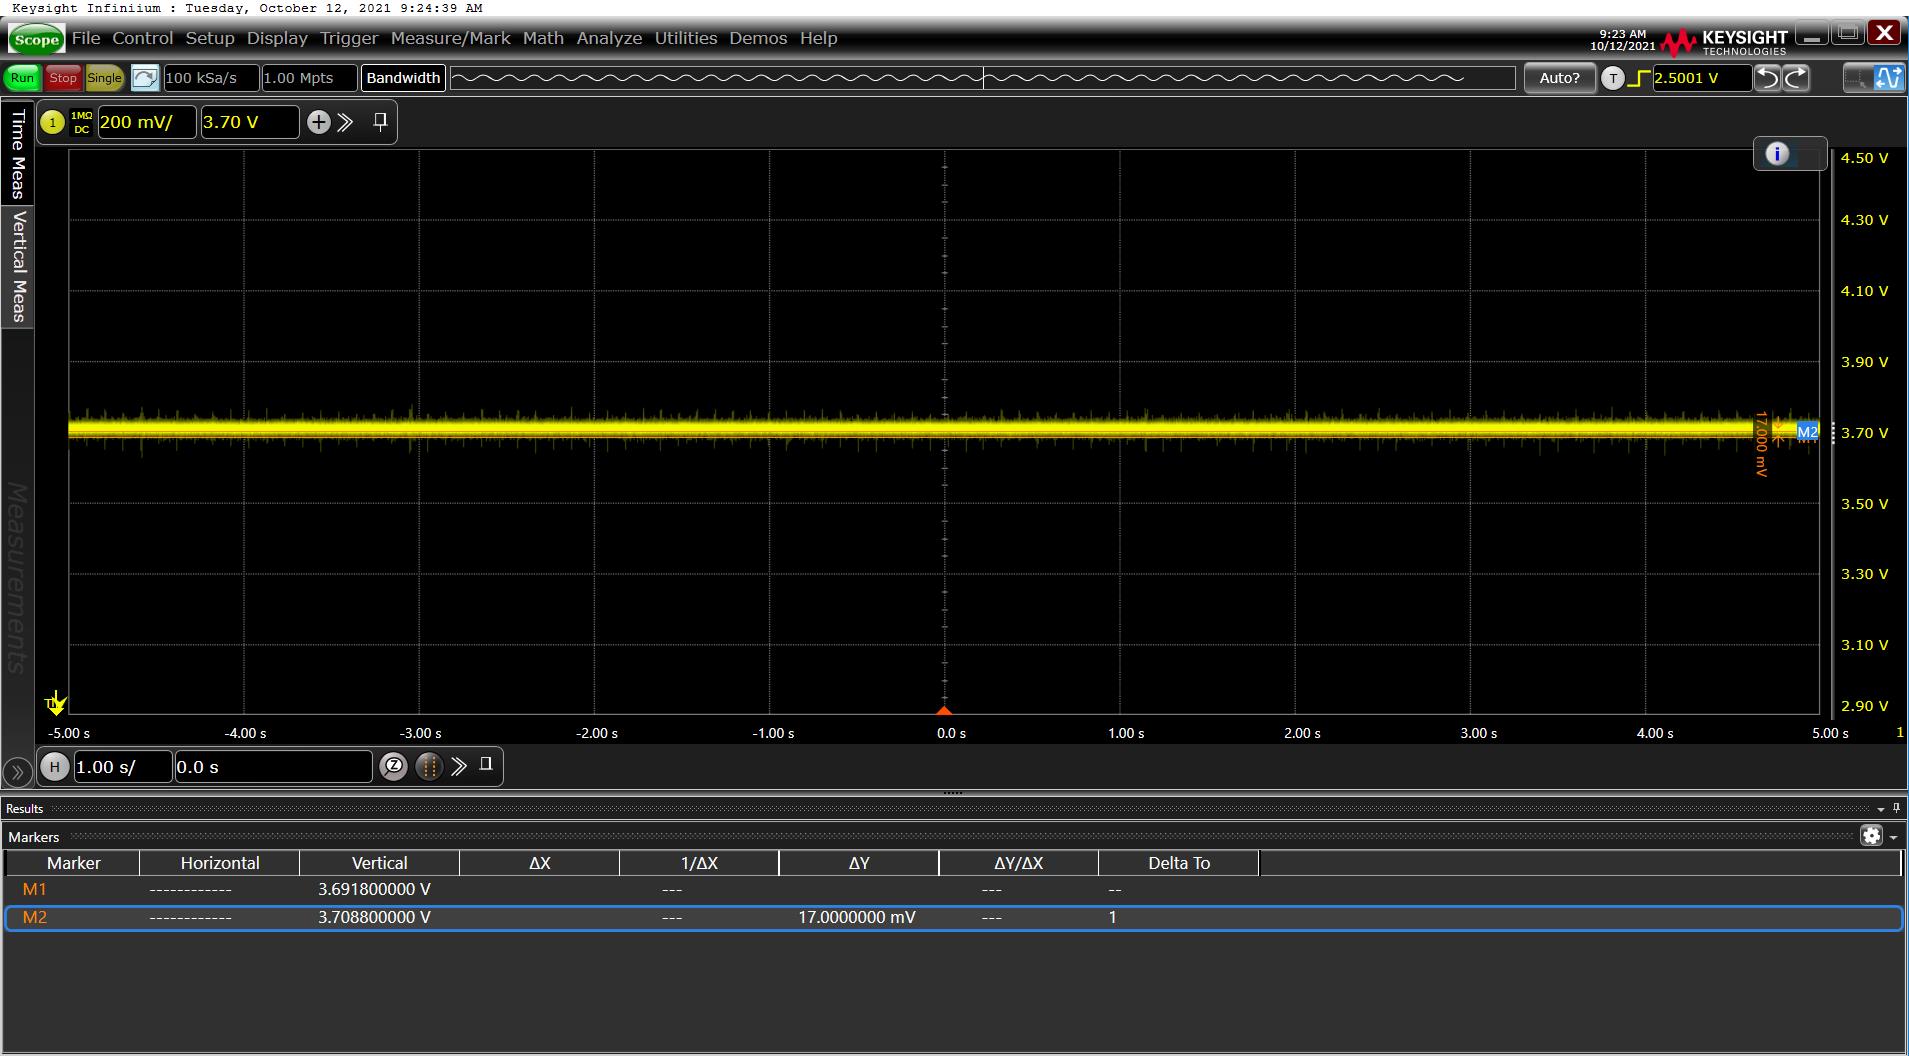 Keysight Infiniium : Tuesday, October 12, 2021 9:24:39 AM
Scope File Control Setup Display Trigger Measure/Mark Math Analyze Utilities Demos Help
9:23 AM
10/12/2021
KEYSIGHT
TECHNOLOGIES
Run Stop Single 100 kSa/s 1.00 Mpts Bandwidth Auto? T 2.5001 V
1 1MΩ DC 200 mV/ 3.70 V
Time Meas
Vertical Meas
Measurements
i
4.50 V
4.30 V
4.10 V
3.90 V
3.70 V
3.50 V
3.30 V
3.10 V
2.90 V
17.000 mV
M2
-5.00 s -4.00 s -3.00 s -2.00 s -1.00 s 0.0 s 1.00 s 2.00 s 3.00 s 4.00 s 5.00 s 1
H 1.00 s/ 0.0 s
Results
Markers
Marker Horizontal Vertical ΔX 1/ΔX ΔY ΔY/ΔX Delta To
M1 ------------ 3.691800000 V --- --- --
M2 ------------ 3.708800000 V --- 17.0000000 mV --- 1